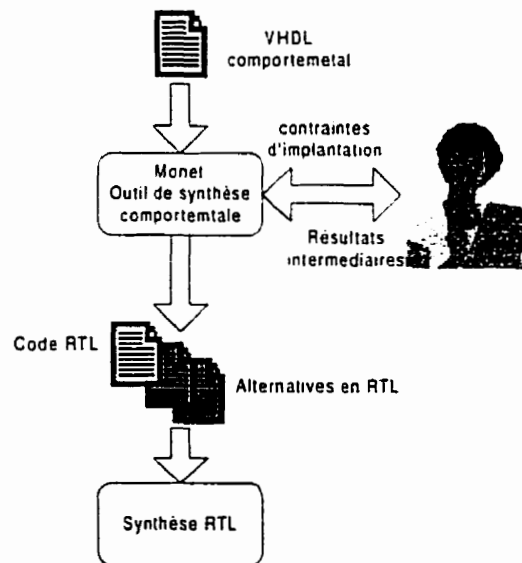 VHDL
comportemetal
contraintes
d'implantation
Monet
Outil de synthèse
comportemtale
Résultats
intermediaires
Code RTL
Alternatives en RTL
Synthèse RTL